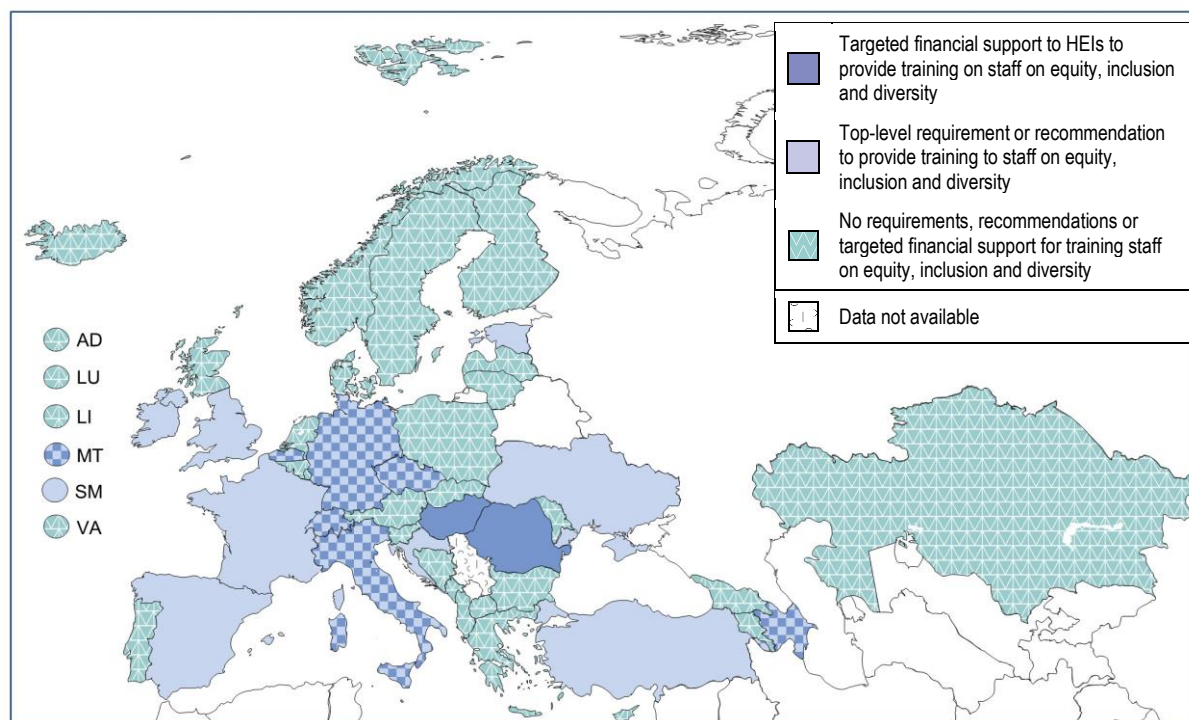 Targeted financial support to HEIs to
provide training on staff on equity, inclusion
and diversity
Top-level requirement or recommendation
to provide training to staff on equity,
inclusion and diversity
No requirements, recommendations or
targeted financial support for training staff
on equity, inclusion and diversity
Data not available
AD
LU
LI
MT
SM
VA